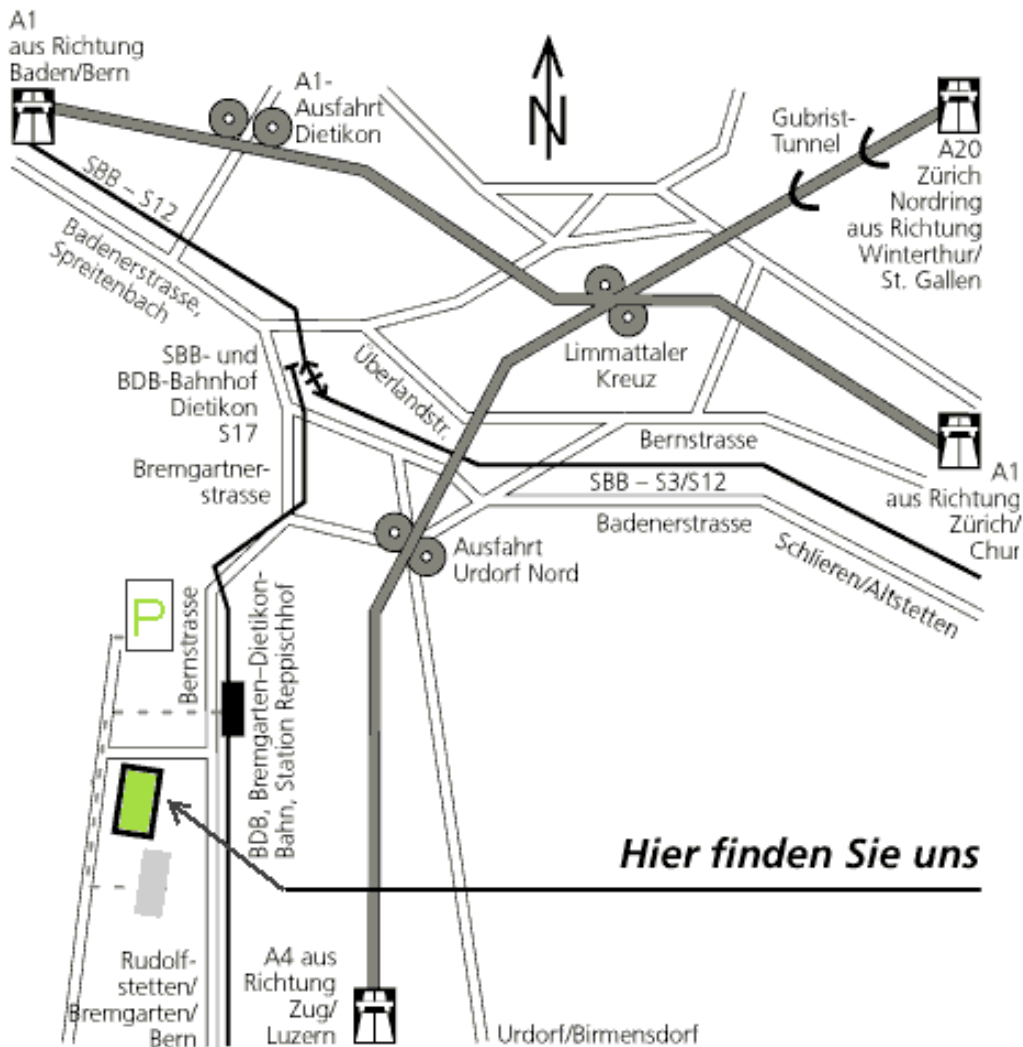 A1
aus Richtung
Baden/Bern
A1-
Ausfahrt
Dietikon
N
Gubrist-
Tunnel
A20
Zürich
Nordring
aus Richtung
Winterthur/
St. Gallen
SBB – S12
Badenerstrasse,
Spreitenbach
SBB- und
BDB-Bahnhof
Dietikon
S17
Überlandstr.
Limmattaler
Kreuz
Bremgartner-
strasse
Bernstrasse
SBB – S3/S12
Badenerstrasse
A1
aus Richtung
Zürich/
Chur
Schlieren/Altstetten
Ausfahrt
Urdorf Nord
P
Bernstrasse
BDB, Bremgarten–Dietikon-
Bahn, Station Reppischhof
Hier finden Sie uns
Rudolf-
stetten/
Bremgarten/
Bern
A4 aus
Richtung
Zug/
Luzern
Urdorf/Birmensdorf